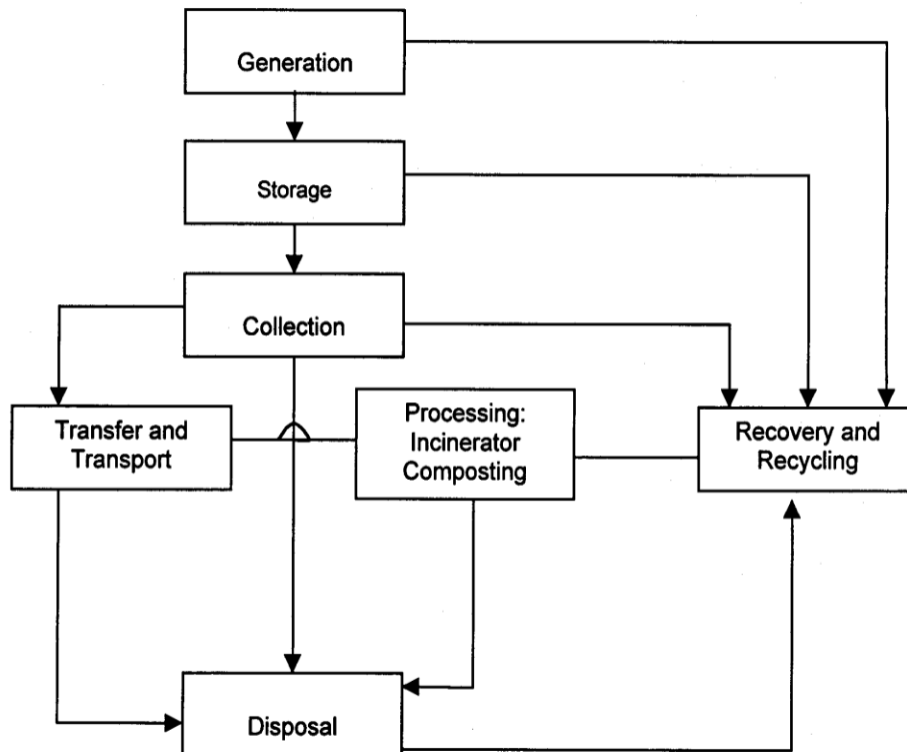 Generation
Storage
Collection
Transfer and
Transport
Processing:
Incinerator
Composting
Recovery and
Recycling
Disposal